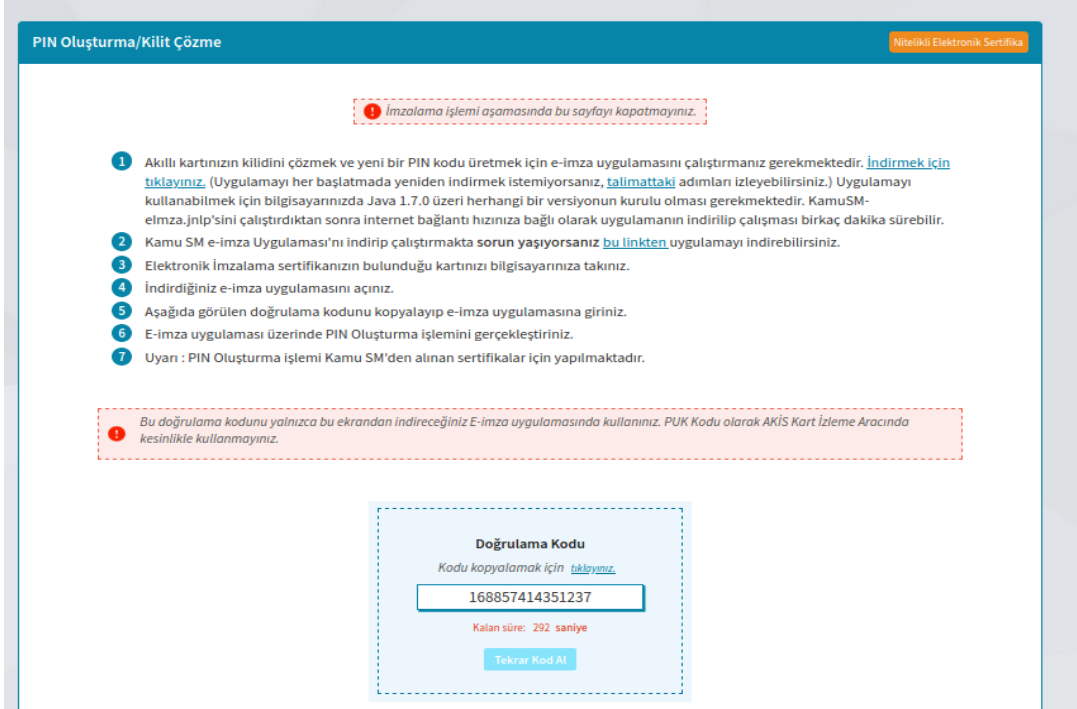 PIN Oluşturma/Kilit Çözme
Nitelikli Elektronik Sertifika
! İmzalama işlemi aşamasında bu sayfayı kapatmayınız.
1 Akıllı kartınızın kilidini çözmek ve yeni bir PIN kodu üretmek için e-imza uygulamasını çalıştırmanız gerekmektedir. İndirmek için
tıklayınız. (Uygulamayı her başlatmada yeniden indirmek istemiyorsanız, talimattaki adımları izleyebilirsiniz.) Uygulamayı
kullanabilmek için bilgisayarınızda Java 1.7.0 üzeri herhangi bir versiyonun kurulu olması gerekmektedir. KamuSM-
eImza.jnlp'sini çalıştırdıktan sonra internet bağlantı hızınıza bağlı olarak uygulamanın indirilip çalışması birkaç dakika sürebilir.
2 Kamu SM e-imza Uygulaması'nı indirip çalıştırmakta sorun yaşıyorsanız bu linkten uygulamayı indirebilirsiniz.
3 Elektronik İmzalama sertifikanızın bulunduğu kartınızı bilgisayarınıza takınız.
4 İndirdiğiniz e-imza uygulamasını açınız.
5 Aşağıda görülen doğrulama kodunu kopyalayıp e-imza uygulamasına giriniz.
6 E-imza uygulaması üzerinde PIN Oluşturma işlemini gerçekleştiriniz.
7 Uyarı : PIN Oluşturma işlemi Kamu SM'den alınan sertifikalar için yapılmaktadır.
! Bu doğrulama kodunu yalnızca bu ekrandan indireceğiniz E-imza uygulamasında kullanınız. PUK Kodu olarak AKİS Kart İzleme Aracında
kesinlikle kullanmayınız.
Doğrulama Kodu
Kodu kopyalamak için tıklayınız.
168857414351237
Kalan süre: 292 saniye
Tekrar Kod Al